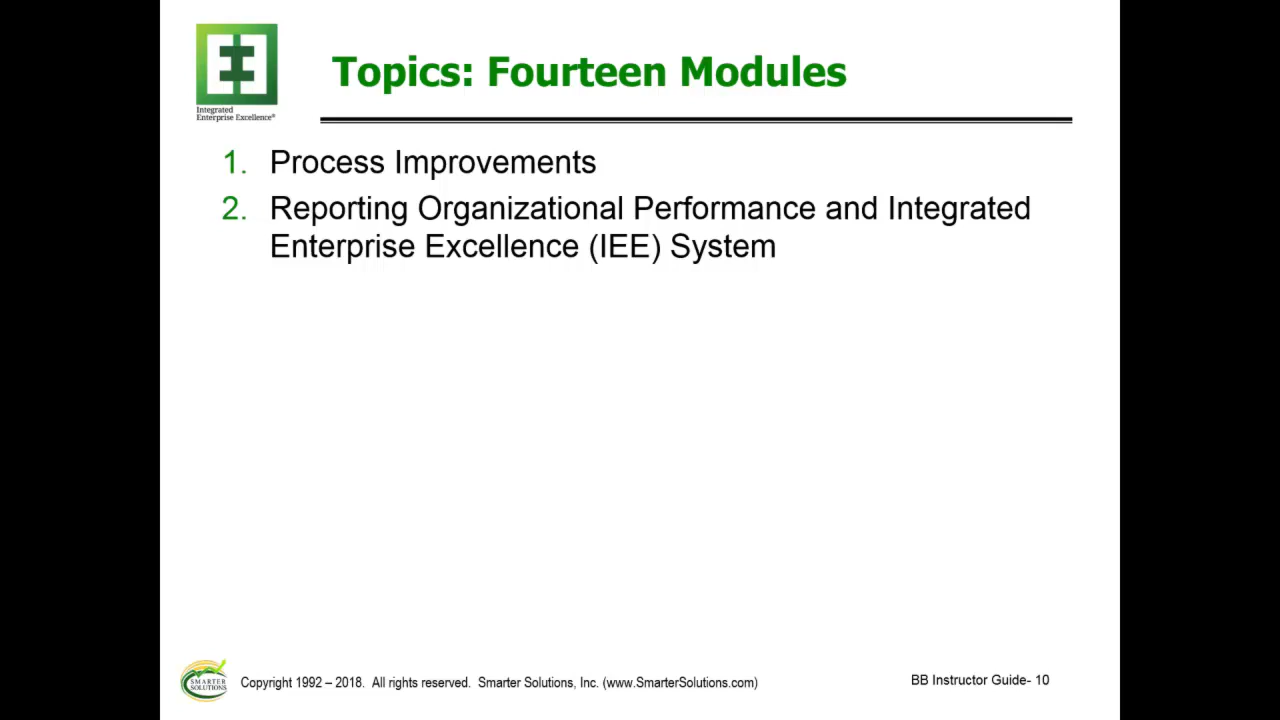 Integrated
Enterprise Excellence®
Topics: Fourteen Modules
1. Process Improvements
2. Reporting Organizational Performance and Integrated
Enterprise Excellence (IEE) System
SMARTER
SOLUTIONS
Copyright 1992 – 2018. All rights reserved. Smarter Solutions, Inc. (www.SmarterSolutions.com)
BB Instructor Guide- 10